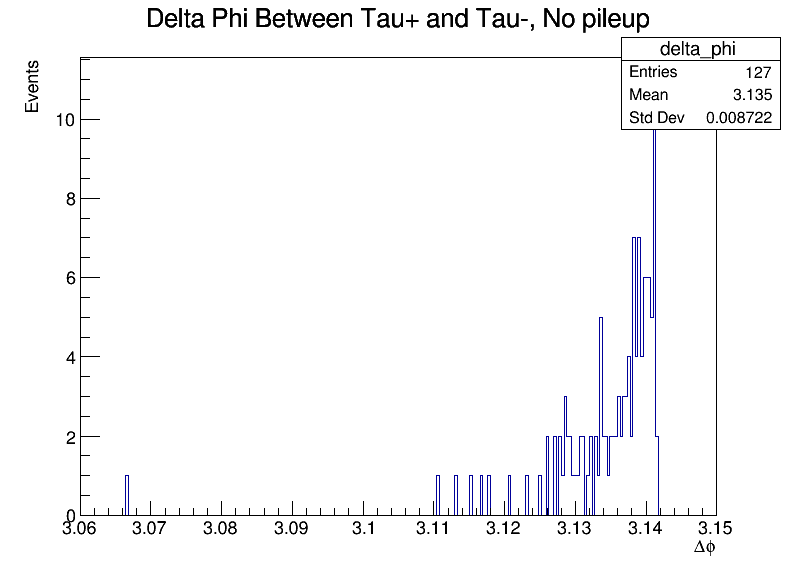 Delta Phi Between Tau+ and Tau-, No pileup
delta_phi
Entries 127
Mean 3.135
Std Dev 0.008722
Events
10
8
6
4
2
0
3.06 3.07 3.08 3.09 3.1 3.11 3.12 3.13 3.14 3.15
Δϕ